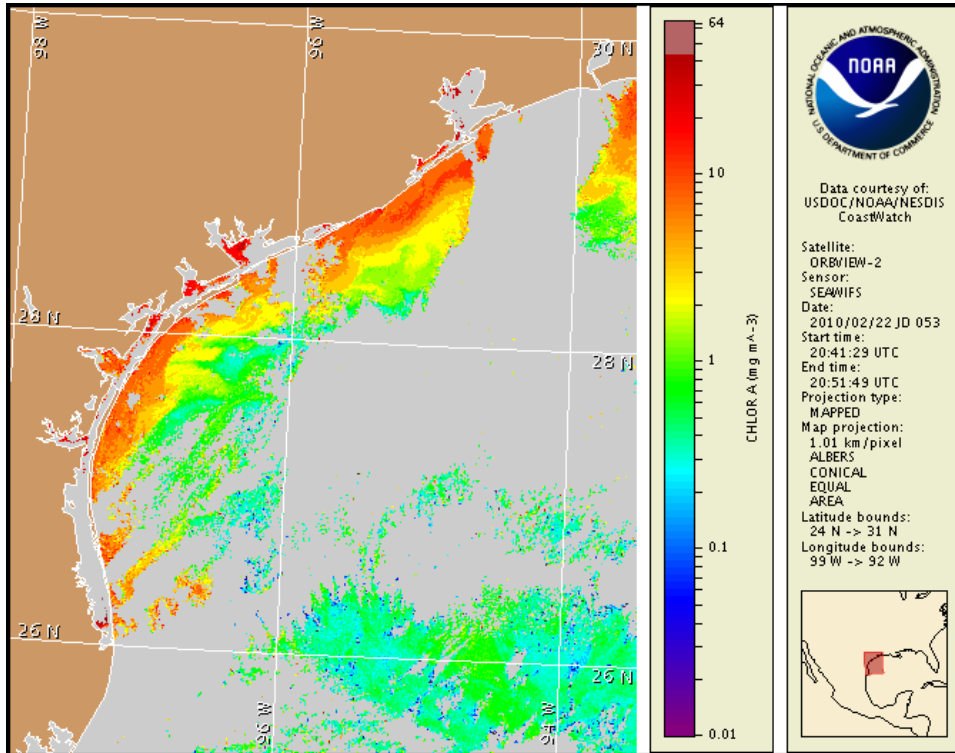 98 W
96 W
30 N
28 N
28 N
26 N
26 N
96 W
94 W
64
10
1
0.1
0.01
CHLOR A (mg m^-3)
NATIONAL OCEANIC AND ATMOSPHERIC ADMINISTRATION
NOAA
U.S. DEPARTMENT OF COMMERCE
Data courtesy of:
USDOC/NOAA/NESDIS
CoastWatch
Satellite:
ORBVIEW-2
Sensor:
SEAWIFS
Date:
2010/02/22 JD 053
Start time:
20:41:29 UTC
End time:
20:51:49 UTC
Projection type:
MAPPED
Map projection:
1.01 km/pixel
ALBERS
CONICAL
EQUAL
AREA
Latitude bounds:
24 N -> 31 N
Longitude bounds:
99 W -> 92 W